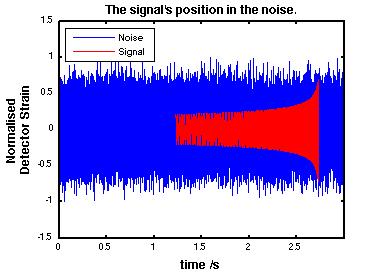 The signal's position in the noise.
1.5
Noise
Signal
1
0.5
0
-0.5
-1
-1.5
Normalised
Detector Strain
0 0.5 1 1.5 2 2.5
time /s